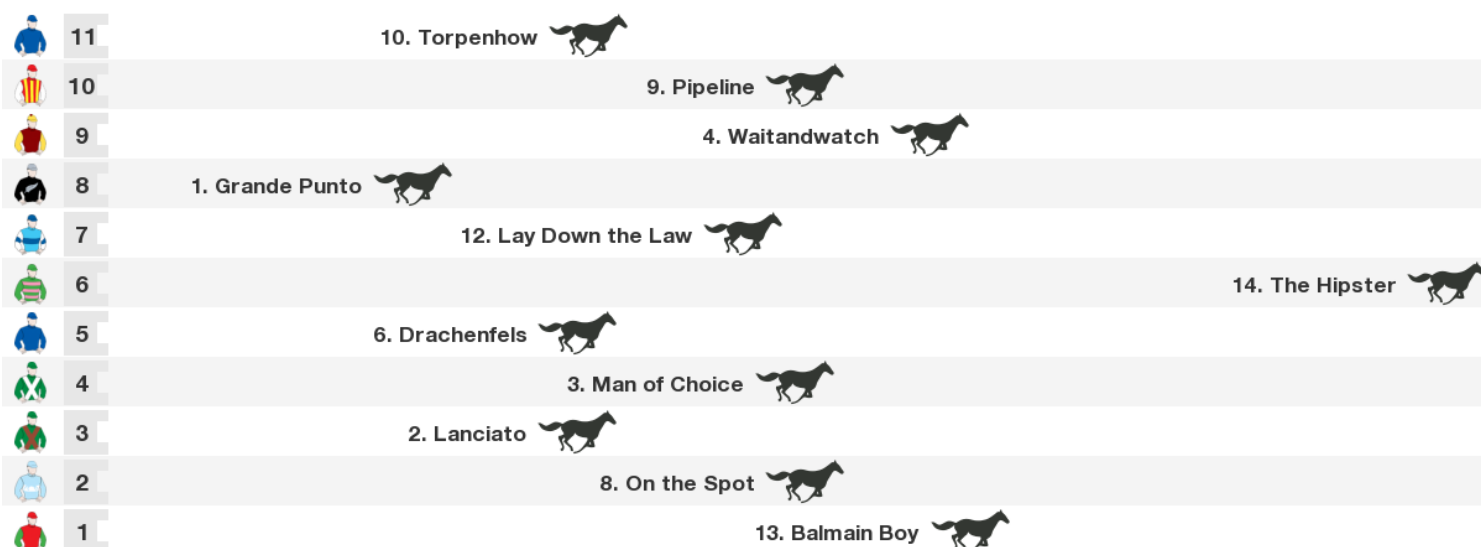 11 10. Torpenhow
10 9. Pipeline
9 4. Waitandwatch
8 1. Grande Punto
7 12. Lay Down the Law
6 14. The Hipster
5 6. Drachenfels
4 3. Man of Choice
3 2. Lanciato
2 8. On the Spot
1 13. Balmain Boy